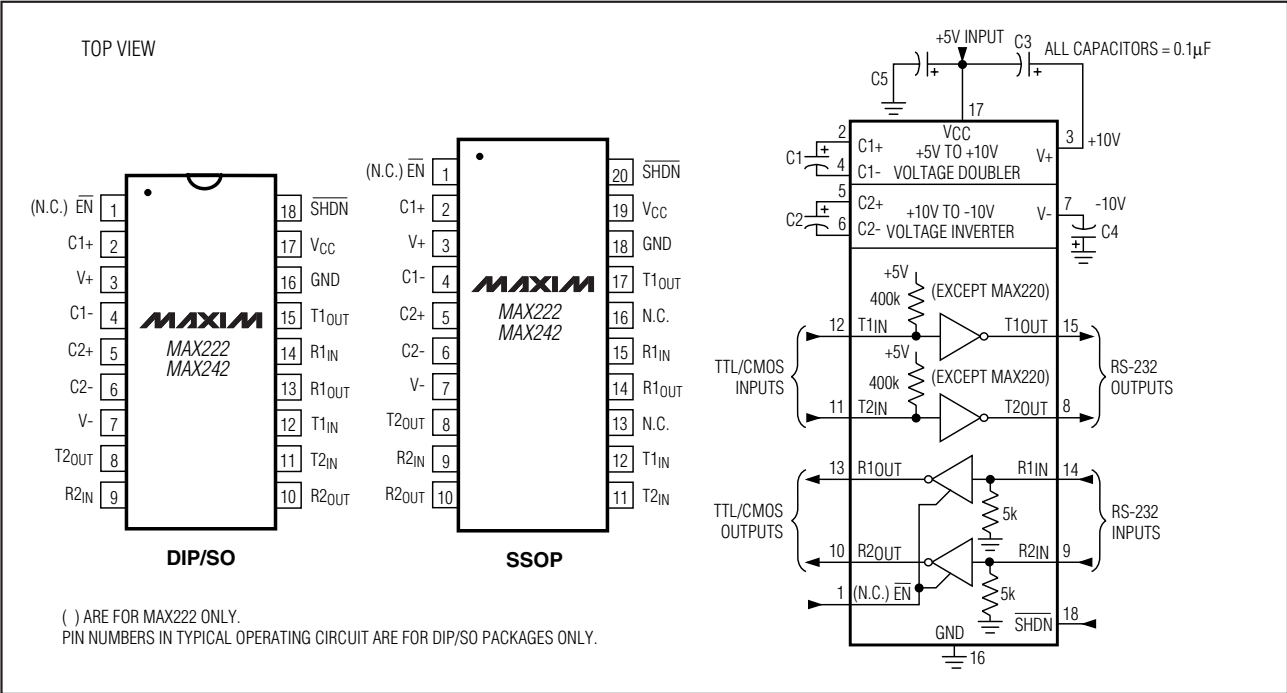 TOP VIEW
DIP/SO
(N.C.) EN 1
C1+ 2
V+ 3
C1- 4
C2+ 5
C2- 6
V- 7
T2OUT 8
R2IN 9
MAXIM
MAX222
MAX242
18 SHDN
17 VCC
16 GND
15 T1OUT
14 R1IN
13 R1OUT
12 T1IN
11 T2IN
10 R2OUT
SSOP
(N.C.) EN 1
C1+ 2
V+ 3
C1- 4
C2+ 5
C2- 6
V- 7
T2OUT 8
R2IN 9
R2OUT 10
MAXIM
MAX222
MAX242
20 SHDN
19 VCC
18 GND
17 T1OUT
16 N.C.
15 R1IN
14 R1OUT
13 N.C.
12 T1IN
11 T2IN
( ) ARE FOR MAX222 ONLY.
PIN NUMBERS IN TYPICAL OPERATING CIRCUIT ARE FOR DIP/SO PACKAGES ONLY.
+5V INPUT
C3
ALL CAPACITORS = 0.1μF
C5
+
+
17
2
VCC
3
+10V
C1
+
C1+
+5V TO +10V
V+
4
C1-
VOLTAGE DOUBLER
5
C2+
7
-10V
C2
+
+10V TO -10V
V-
6
C2-
VOLTAGE INVERTER
C4
+
+5V
400k
(EXCEPT MAX220)
12
T1IN
T1OUT
15
TTL/CMOS
INPUTS
+5V
400k
(EXCEPT MAX220)
RS-232
OUTPUTS
11
T2IN
T2OUT
8
13
R1OUT
R1IN
14
TTL/CMOS
OUTPUTS
5k
RS-232
INPUTS
10
R2OUT
R2IN
9
1
(N.C.) EN
5k
SHDN
18
GND
16